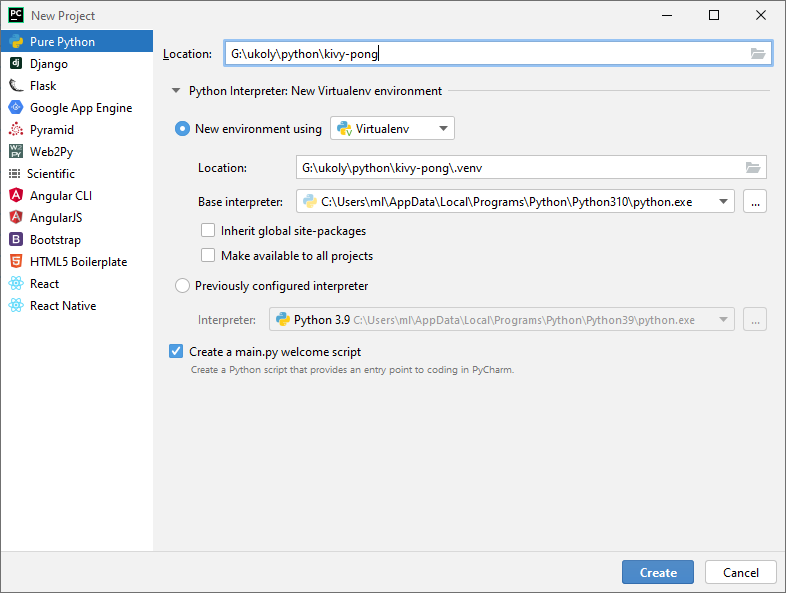 PC New Project
Pure Python
dj Django
Flask
Google App Engine
Pyramid
W2 PY Web2Py
Scientific
Angular CLI
AngularJS
B Bootstrap
HTML5 Boilerplate
React
React Native
Location: G:\ukoly\python\kivy-pong
Python Interpreter: New Virtualenv environment
New environment using Virtualenv
Location: G:\ukoly\python\kivy-pong\.venv
Base interpreter: C:\Users\ml\AppData\Local\Programs\Python\Python310\python.exe ...
Inherit global site-packages
Make available to all projects
Previously configured interpreter
Interpreter: Python 3.9 C:\Users\ml\AppData\Local\Programs\Python\Python39\python.exe ...
Create a main.py welcome script
Create a Python script that provides an entry point to coding in PyCharm.
Create Cancel